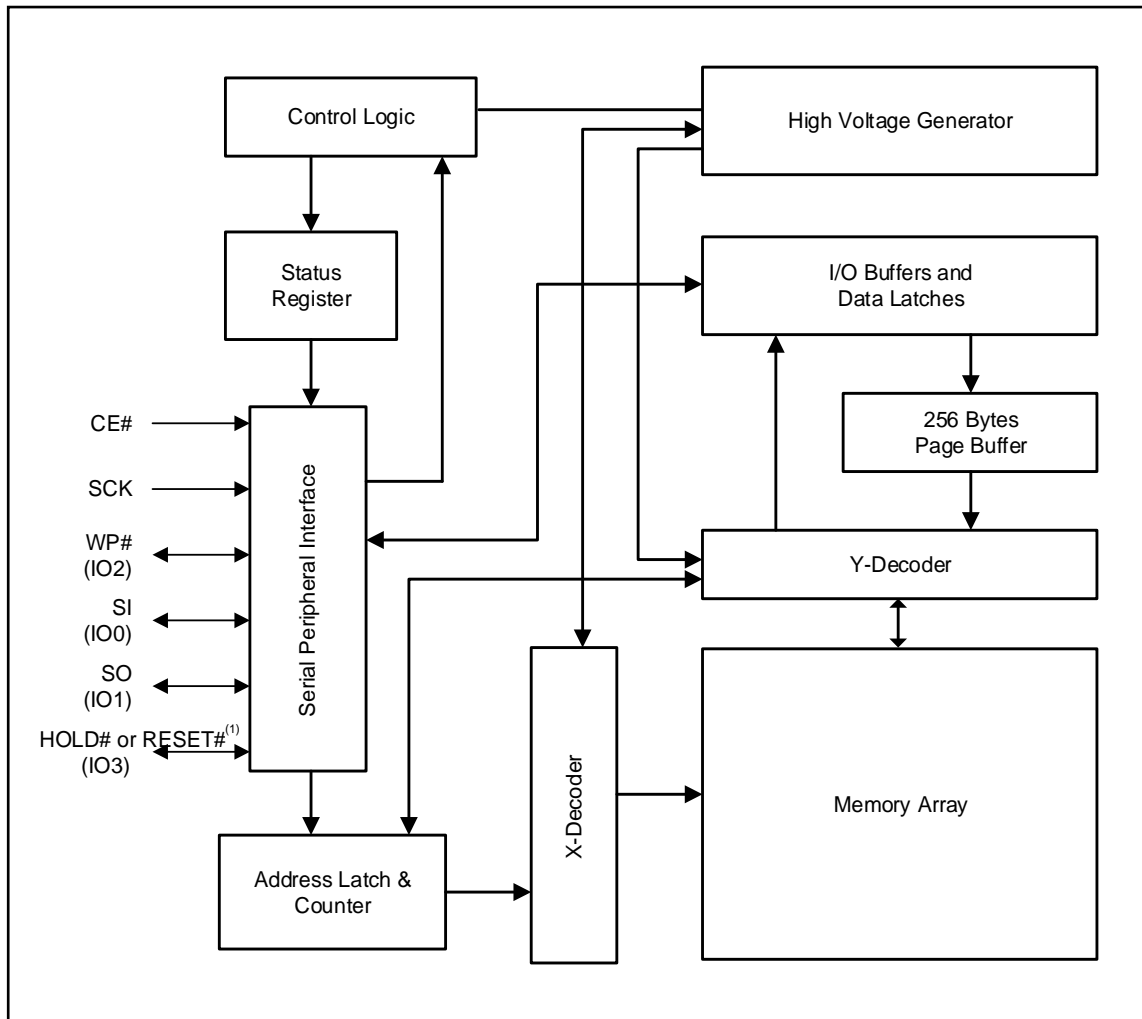 Control Logic
High Voltage Generator
Status
Register
I/O Buffers and
Data Latches
256 Bytes
Page Buffer
CE#
SCK
WP#
(IO2)
SI
(IO0)
SO
(IO1)
HOLD# or RESET#(1)
(IO3)
Serial Peripheral Interface
Y-Decoder
X-Decoder
Memory Array
Address Latch &
Counter